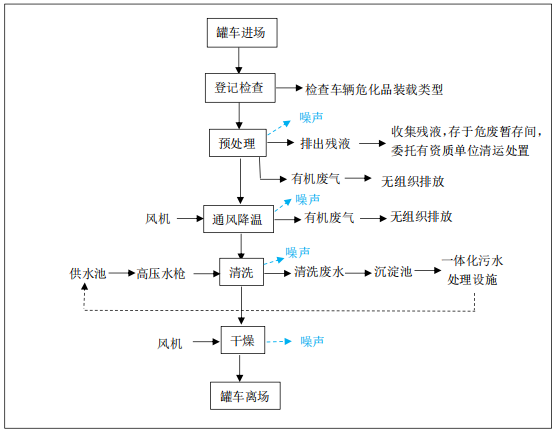 罐车进场
登记检查
检查车辆危化品装载类型
噪声
预处理
排出残液
收集残液，存于危废暂存间，
委托有资质单位清运处置
有机废气
无组织排放
噪声
风机
通风降温
有机废气
无组织排放
噪声
供水池
高压水枪
清洗
清洗废水
沉淀池
一体化污水
处理设施
风机
干燥
噪声
罐车离场